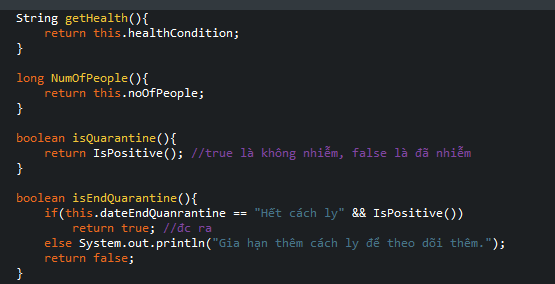 String getHealth(){
return this.healthCondition;
}
long NumOfPeople(){
return this.noOfPeople;
}
boolean isQuarantine(){
return IsPositive(); //true là không nhiễm, false là đã nhiễm
}
boolean isEndQuarantine(){
if(this.dateEndQuanrantine == "Hết cách ly" && IsPositive())
return true; //đc ra
else System.out.println("Gia hạn thêm cách ly để theo dõi thêm.");
return false;
}